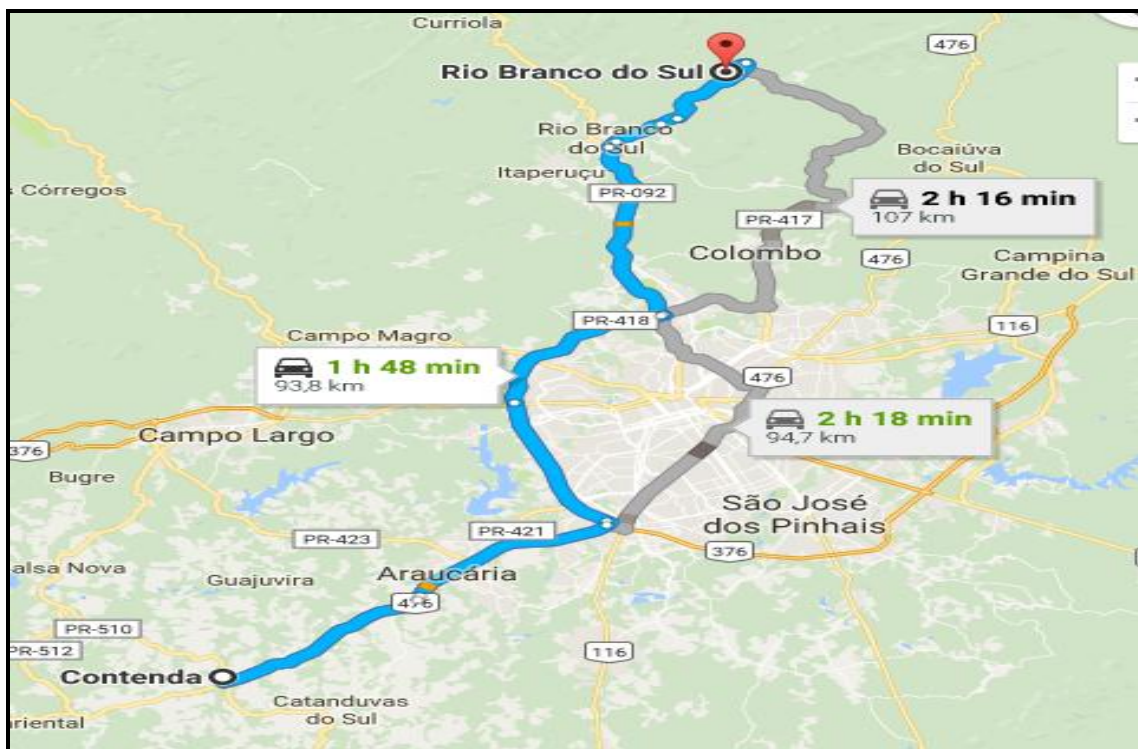 Curriola
476
Rio Branco do Sul
Rio Branco
do Sul
Bocaiúva
do Sul
Itaperuçu
s Córregos
PR-092
2 h 16 min
107 km
PR-417
Colombo
476
Campina
Grande do Sul
PR-418
116
Campo Magro
1 h 48 min
93,8 km
476
2 h 18 min
94,7 km
Campo Largo
376
Bugre
São José
dos Pinhais
PR-421
PR-423
376
alsa Nova
Guajuvira
Araucária
476
PR-510
PR-512
116
Contenda
Catanduvas
do Sul
riental